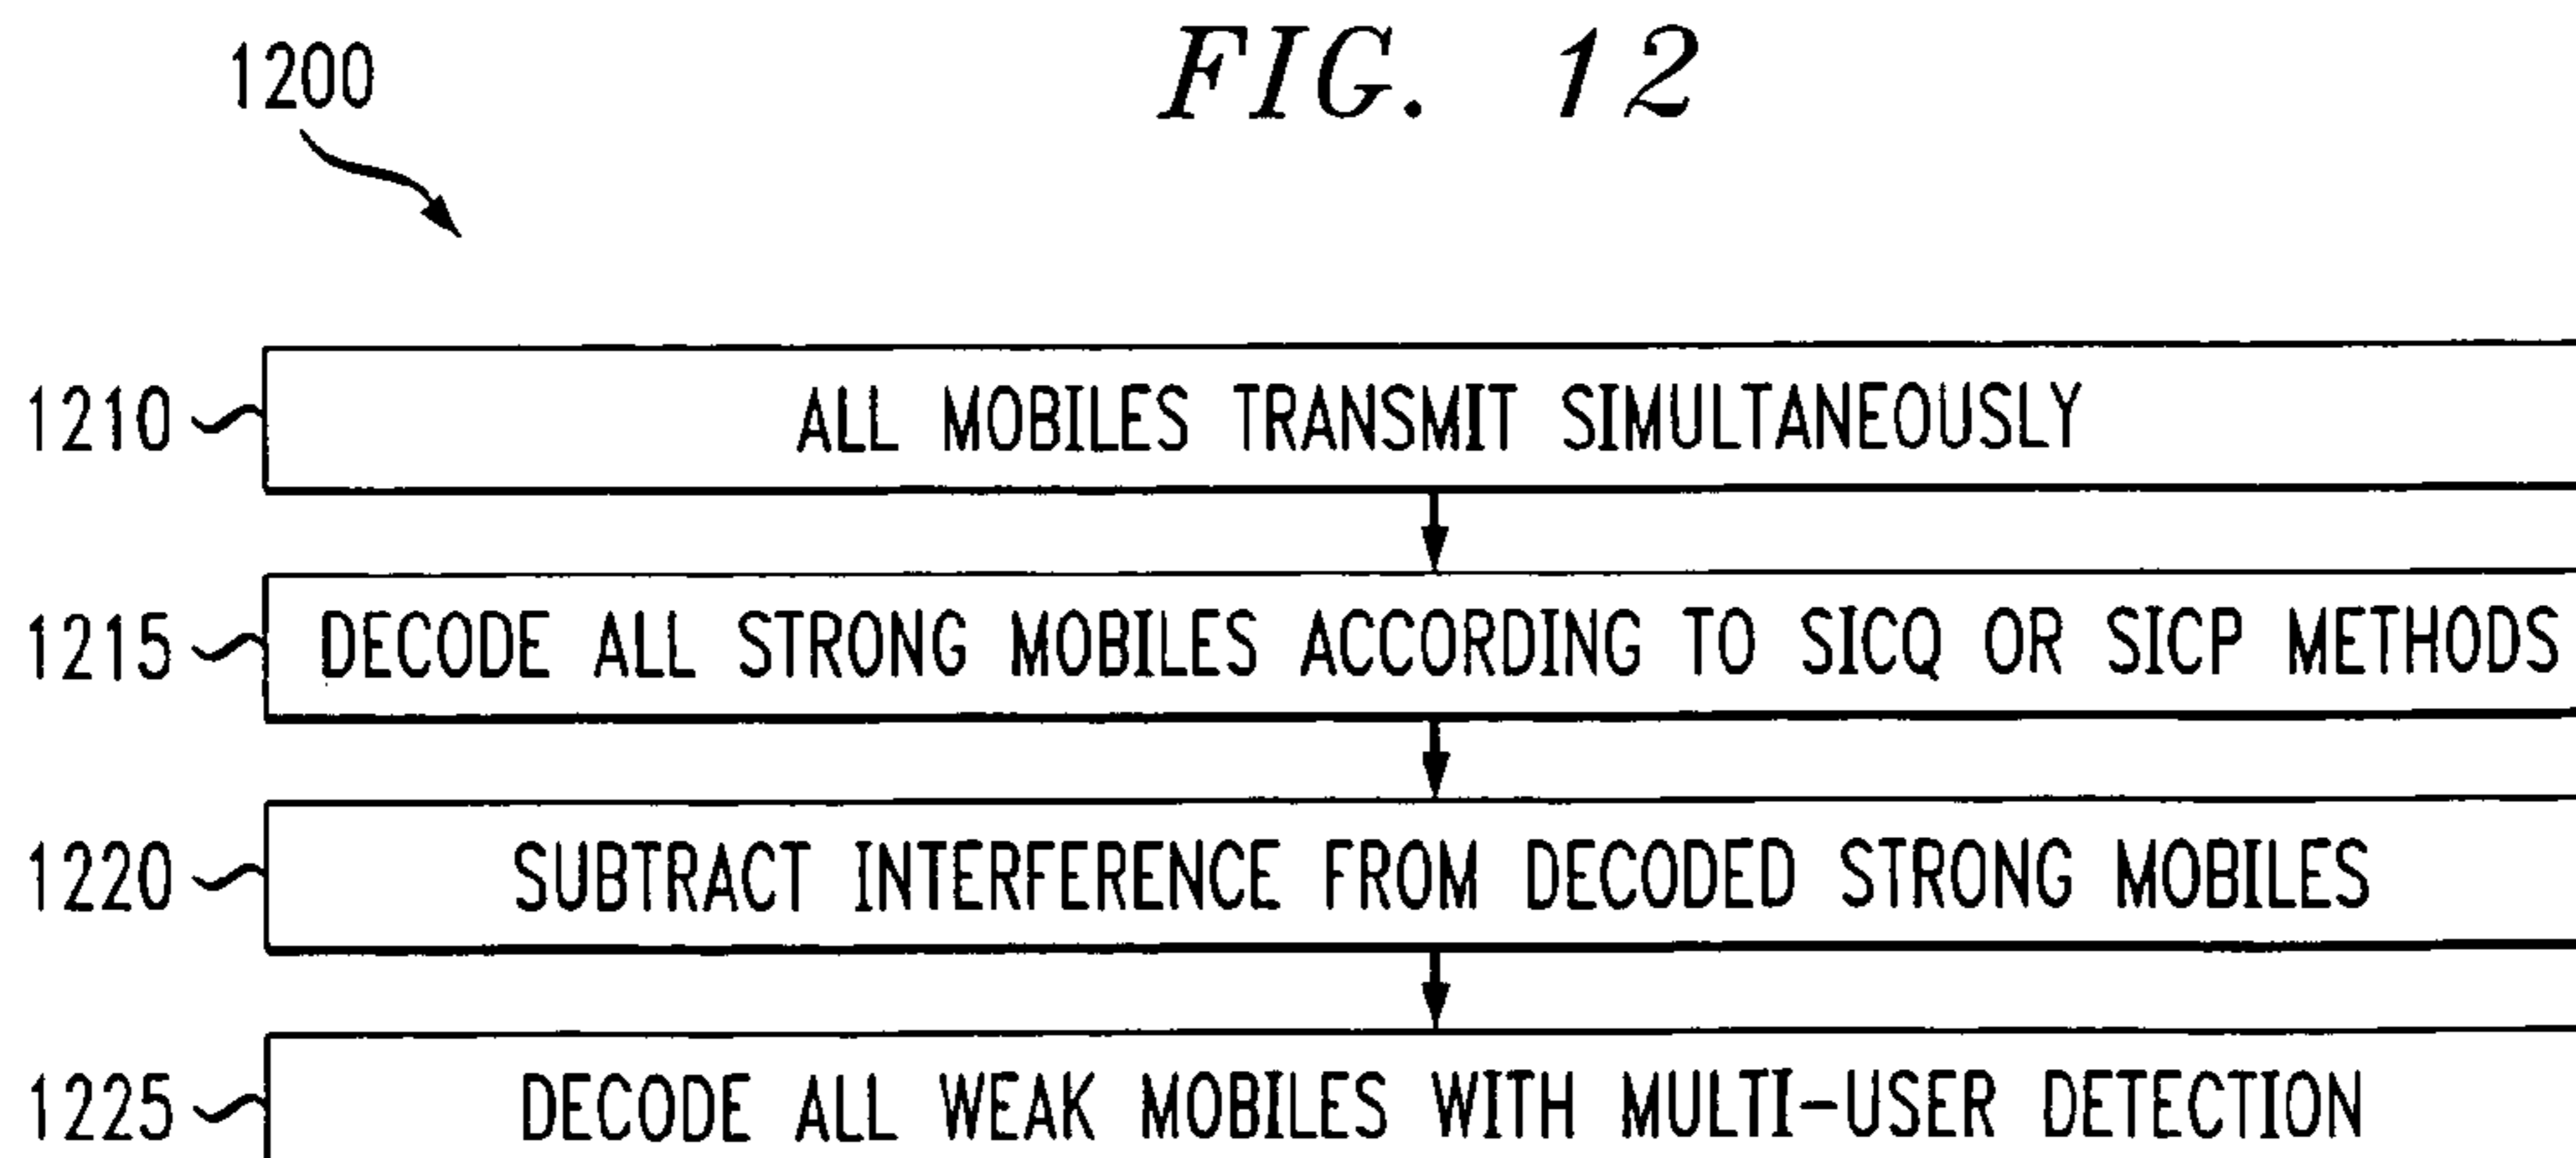 FIG. 12
1200
1210 ALL MOBILES TRANSMIT SIMULTANEOUSLY
1215 DECODE ALL STRONG MOBILES ACCORDING TO SICQ OR SICP METHODS
1220 SUBTRACT INTERFERENCE FROM DECODED STRONG MOBILES
1225 DECODE ALL WEAK MOBILES WITH MULTI-USER DETECTION